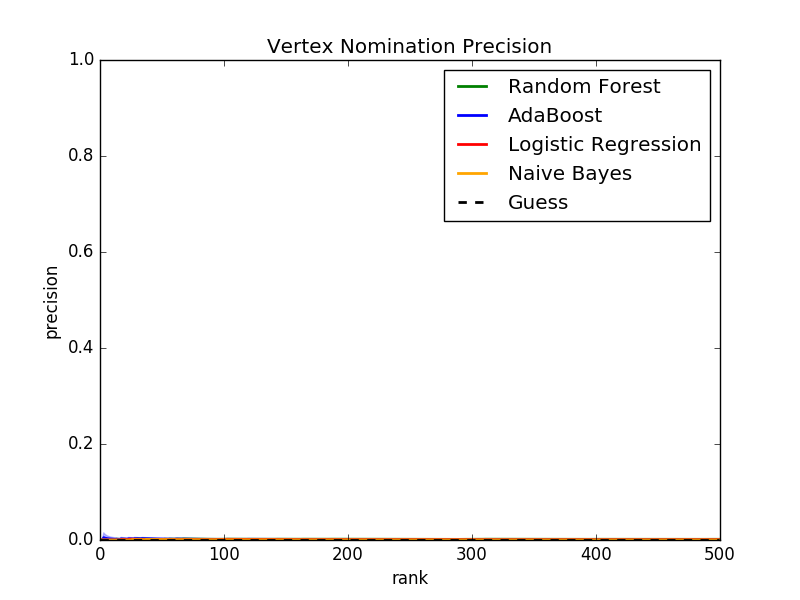 Vertex Nomination Precision
1.0
0.8
0.6
0.4
0.2
0.0
precision
Random Forest
AdaBoost
Logistic Regression
Naive Bayes
Guess
0 100 200 300 400 500
rank